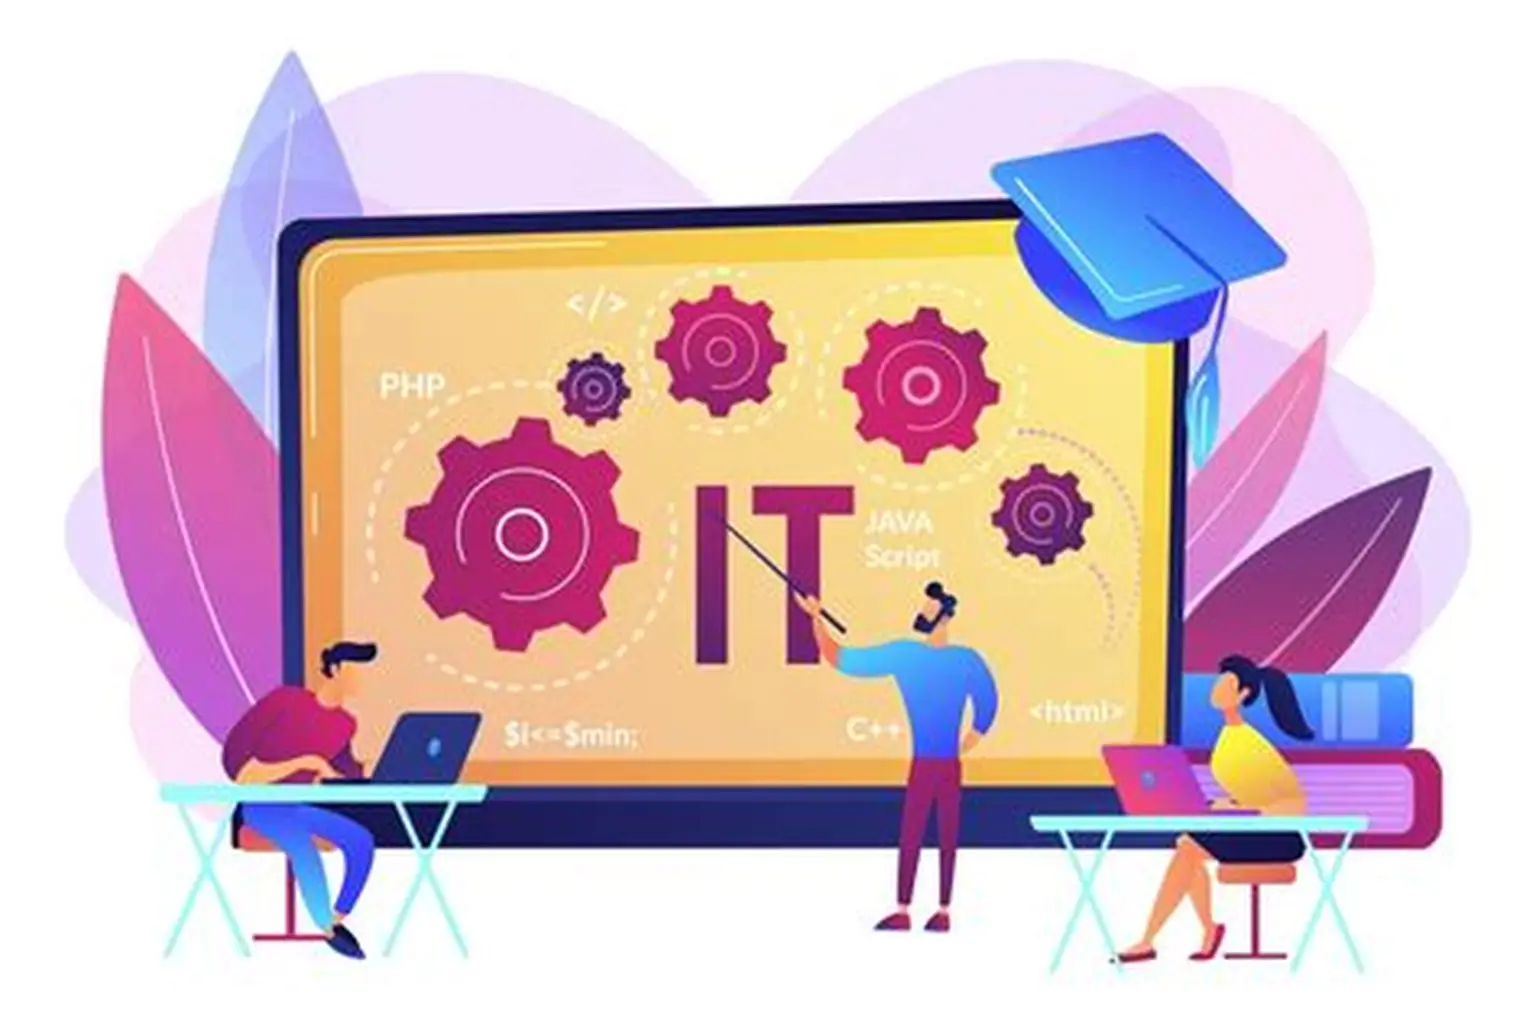 </>
PHP
IT
JAVA
Script
$i<=$min;
C++
<html>